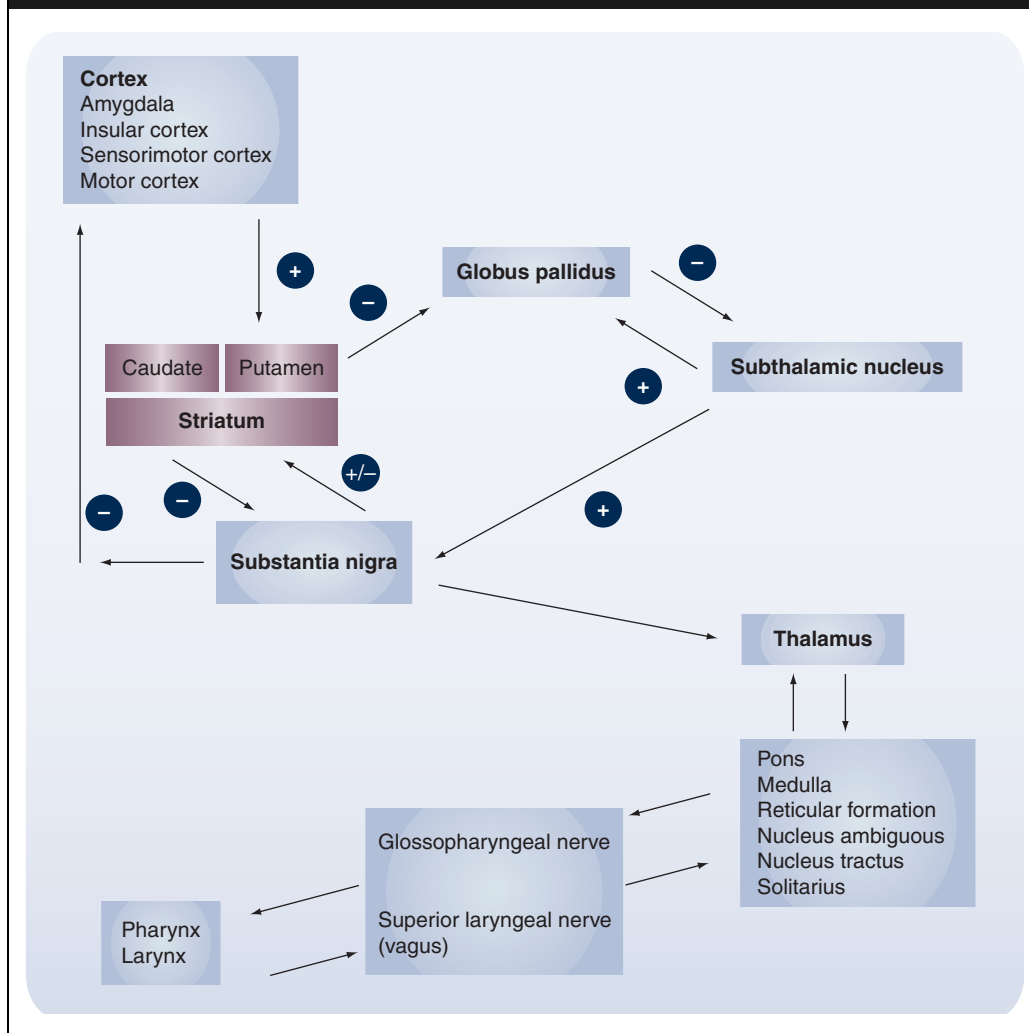 Cortex
Amygdala
Insular cortex
Sensorimotor cortex
Motor cortex
+
−
Globus pallidus
−
Caudate
Putamen
Striatum
+
Subthalamic nucleus
−
−
+/−
+
Substantia nigra
Thalamus
Pons
Medulla
Reticular formation
Nucleus ambiguous
Nucleus tractus
Solitarius
Glossopharyngeal nerve
Superior laryngeal nerve
(vagus)
Pharynx
Larynx